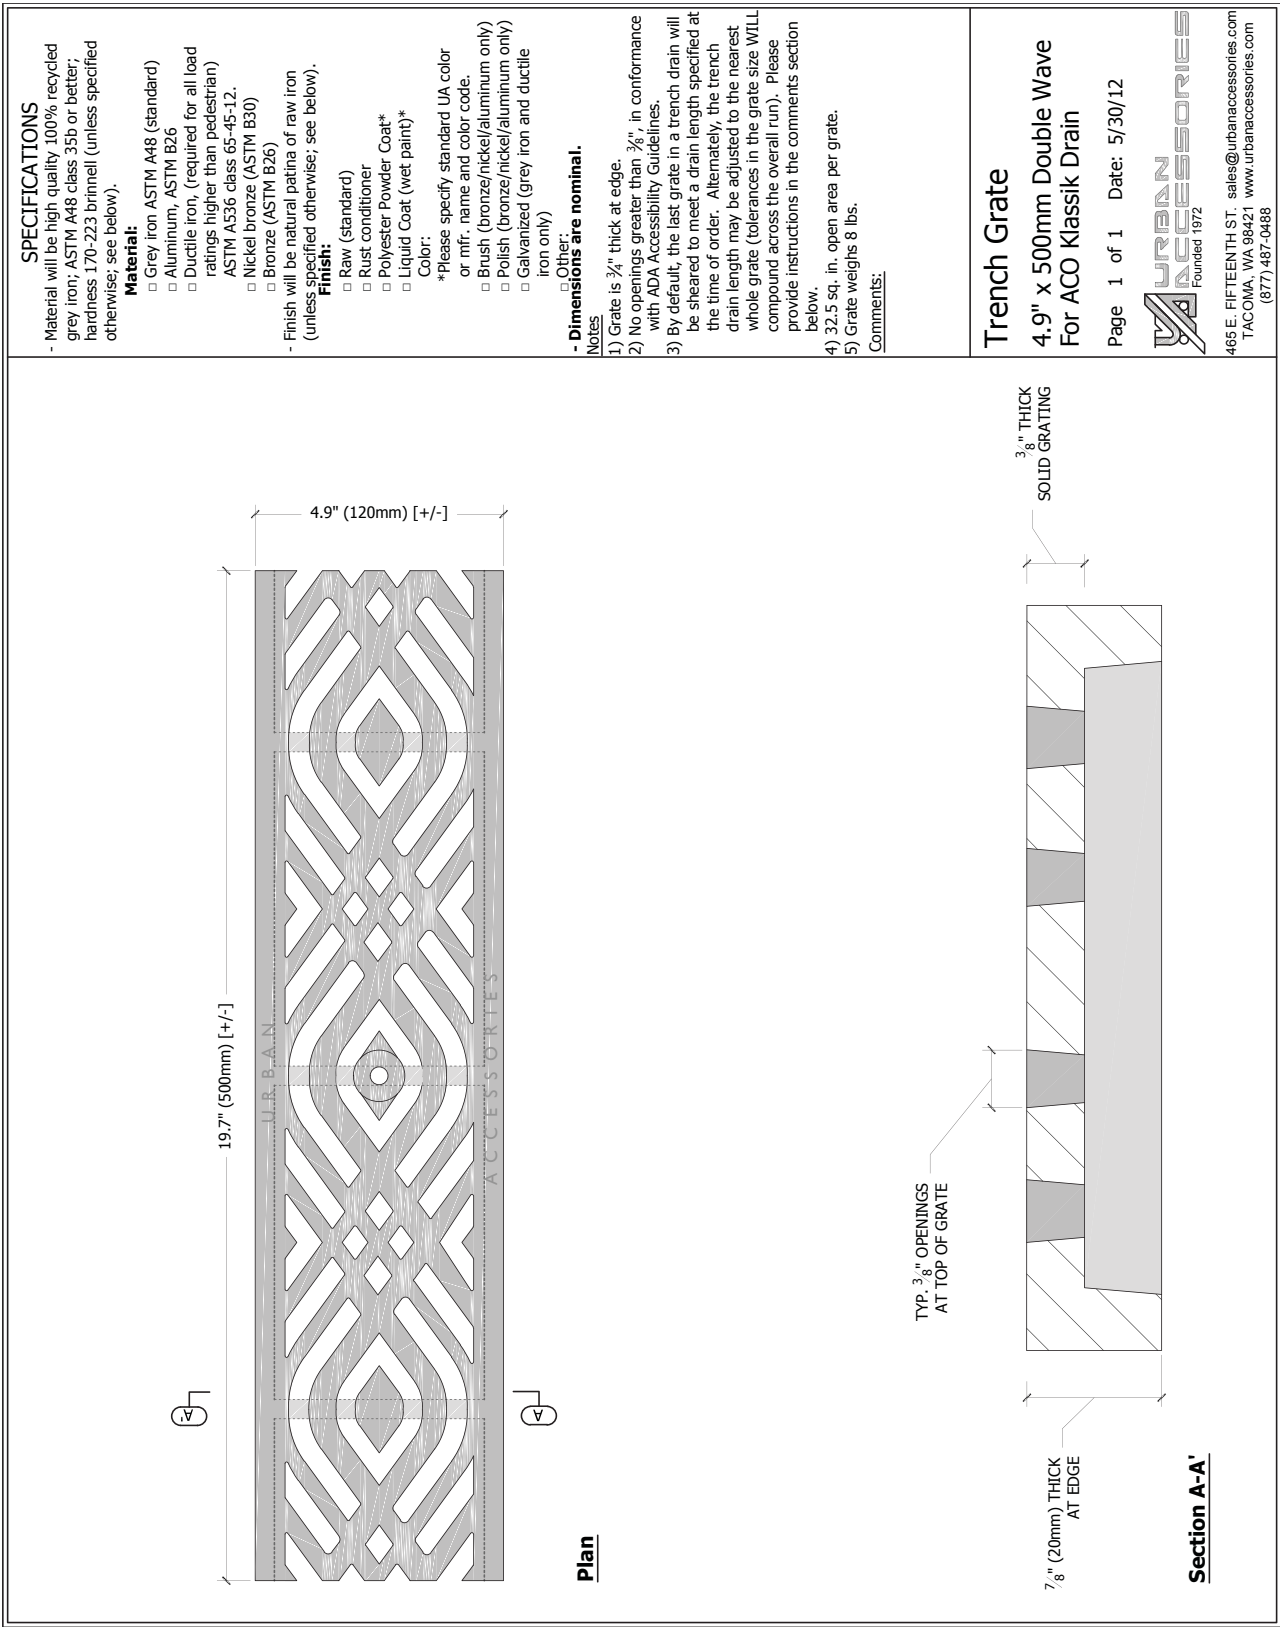 SPECIFICATIONS
- Material will be high quality 100% recycled
grey iron; ASTM A48 class 35b or better;
hardness 170-223 brinnell (unless specified
otherwise; see below).
Material:
□ Grey iron ASTM A48 (standard)
□ Aluminum, ASTM B26
□ Ductile iron, (required for all load
ratings higher than pedestrian)
ASTM A536 class 65-45-12.
□ Nickel bronze (ASTM B30)
□ Bronze (ASTM B26)
- Finish will be natural patina of raw iron
(unless specified otherwise; see below).
Finish:
□ Raw (standard)
□ Rust conditioner
□ Polyester Powder Coat*
□ Liquid Coat (wet paint)*
Color:
*Please specify standard UA color
or mfr. name and color code.
□ Brush (bronze/nickel/aluminum only)
□ Polish (bronze/nickel/aluminum only)
□ Galvanized (grey iron and ductile
iron only)
□ Other:
- Dimensions are nominal.
Notes
1) Grate is 3/4" thick at edge.
2) No openings greater than 3/8", in conformance
with ADA Accessibility Guidelines.
3) By default, the last grate in a trench drain will
be sheared to meet a drain length specified at
the time of order. Alternately, the trench
drain length may be adjusted to the nearest
whole grate (tolerances in the grate size WILL
compound across the overall run). Please
provide instructions in the comments section
below.
4) 32.5 sq. in. open area per grate.
5) Grate weighs 8 lbs.
Comments:
Trench Grate
4.9" x 500mm Double Wave
For ACO Klassik Drain
Page 1 of 1 Date: 5/30/12
UA
URBAN
ACCESSORIES
Founded 1972
465 E. FIFTEENTH ST. sales@urbanaccessories.com
TACOMA, WA 98421 www.urbanaccessories.com
(877) 487-0488
19.7" (500mm) [+/-]
4.9" (120mm) [+/-]
URBAN
ACCESSORIES
A'
A
Plan
TYP. 3/8" OPENINGS
AT TOP OF GRATE
3/8" THICK
SOLID GRATING
7/8" (20mm) THICK
AT EDGE
Section A-A'